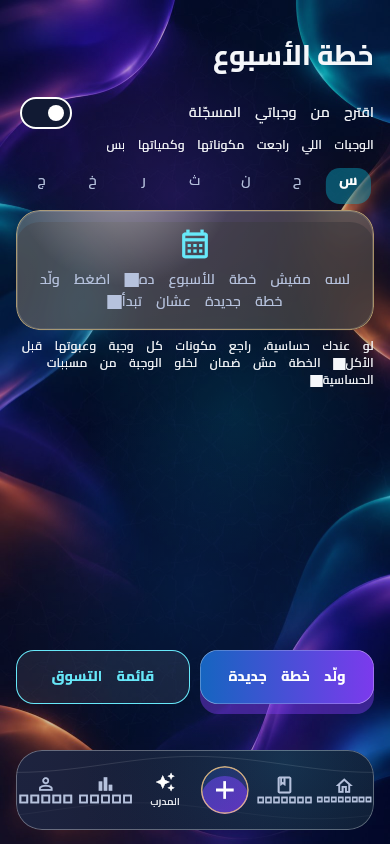 خطة الأسبوع
اقترح من وجباتي المسجّلة
الوجبات اللي راجعت مكوناتها وكمياتها بس
س ح ن ث ر خ ج
لسه مفيش خطة للأسبوع ده اضغط ولّد
خطة جديدة عشان تبدأ
لو عندك حساسية، راجع مكونات كل وجبة وعبوتها قبل
الأكل الخطة مش ضمان لخلو الوجبة من مسببات
الحساسية
ولّد خطة جديدة
قائمة التسوق
المدرب